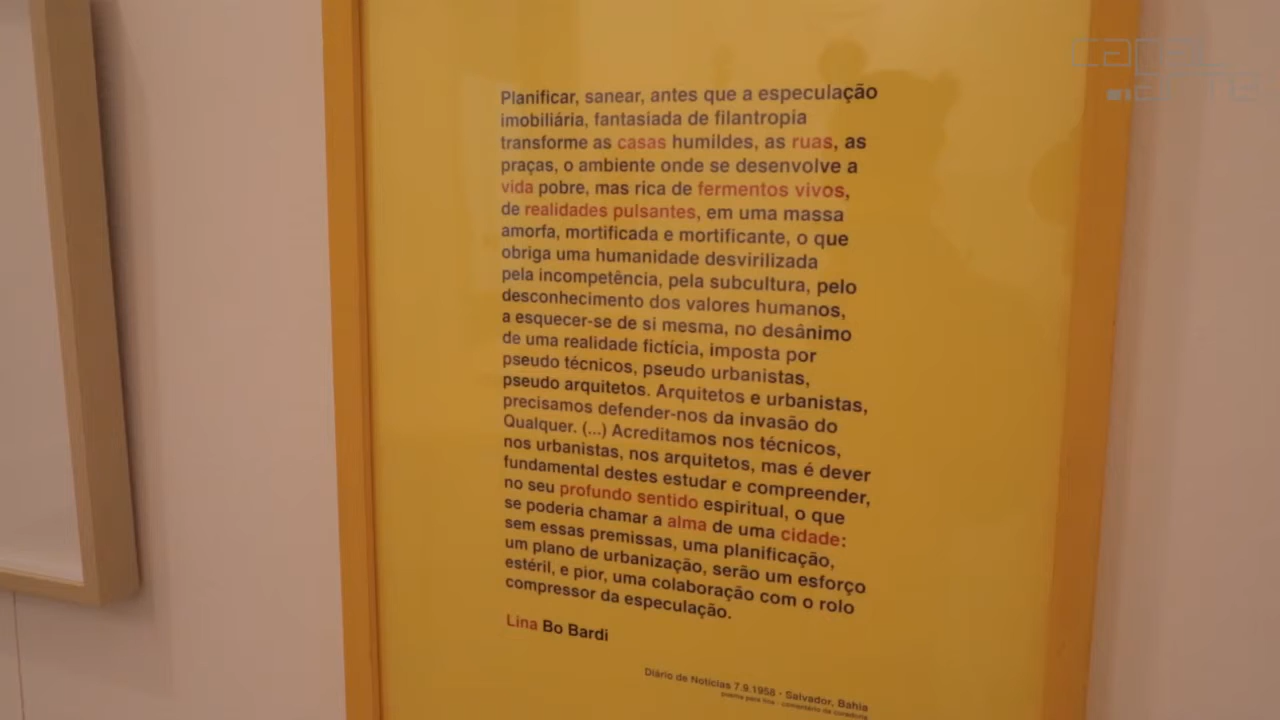 Planificar, sanear, antes que a especulação
imobiliária, fantasiada de filantropia
transforme as casas humildes, as ruas, as
praças, o ambiente onde se desenvolve a
vida pobre, mas rica de fermentos vivos,
de realidades pulsantes, em uma massa
amorfa, mortificada e mortificante, o que
obriga uma humanidade desvirilizada
pela incompetência, pela subcultura, pelo
desconhecimento dos valores humanos,
a esquecer-se de si mesma, no desânimo
de uma realidade fictícia, imposta por
pseudo técnicos, pseudo urbanistas,
pseudo arquitetos. Arquitetos e urbanistas,
precisamos defender-nos da invasão do
Qualquer. (...) Acreditamos nos técnicos,
nos urbanistas, nos arquitetos, mas é dever
fundamental destes estudar e compreender,
no seu profundo sentido espiritual, o que
se poderia chamar a alma de uma cidade:
sem essas premissas, uma planificação,
um plano de urbanização, serão um esforço
estéril, e pior, uma colaboração com o rolo
compressor da especulação.
Lina Bo Bardi
Diário de Notícias 7.9.1958 - Salvador, Bahia
poema para lina - comentário da curadoria